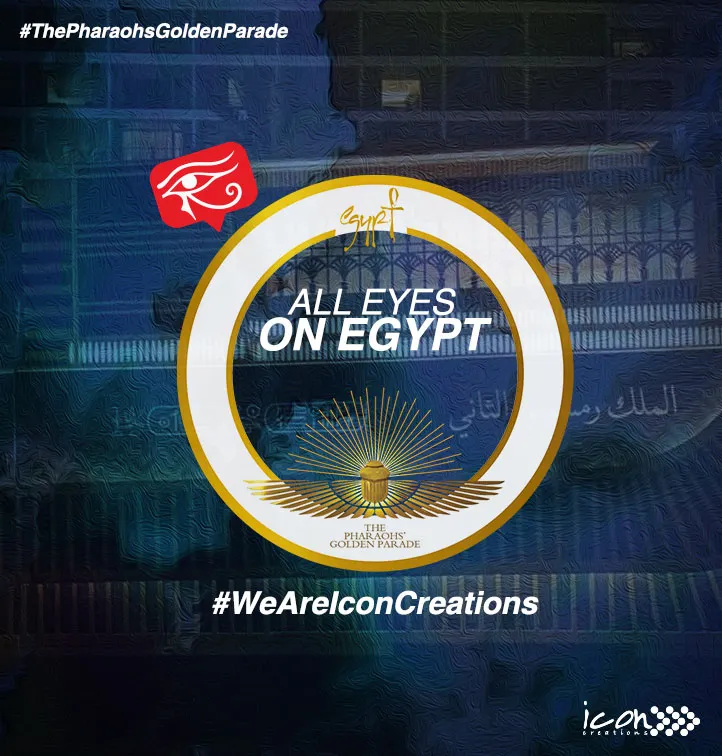 #ThePharaohsGoldenParade
egypt
ALL EYES
ON EGYPT
الملك رمسيس الثاني
THE
PHARAOHS'
GOLDEN PARADE
#WeAreIconCreations
icon
creations